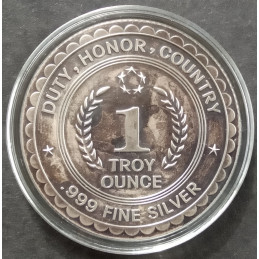 DUTY, HONOR, COUNTRY
1
TROY
OUNCE
.999 FINE SILVER